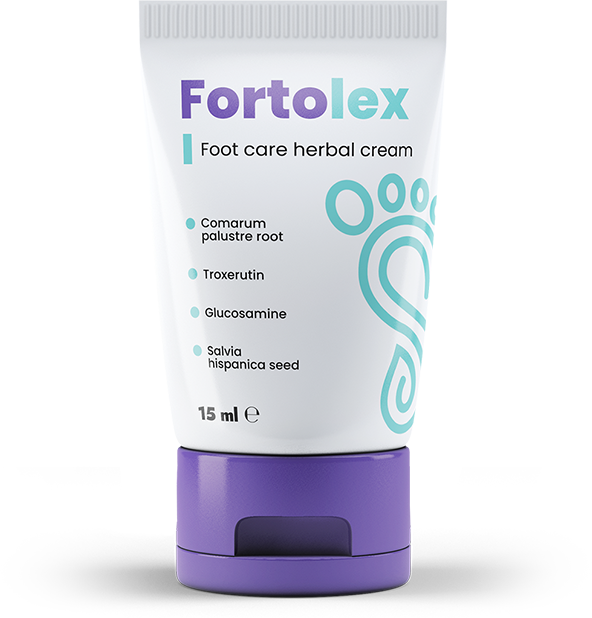 Fortolex
Foot care herbal cream
Comarum
palustre root
Troxerutin
Glucosamine
Salvia
hispanica seed
15 ml ℮